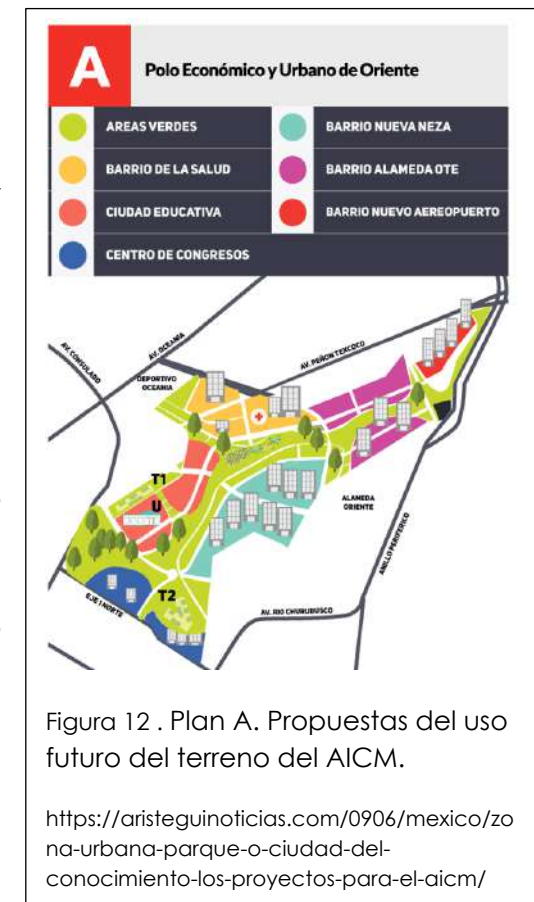 A
Polo Económico y Urbano de Oriente
AREAS VERDES
BARRIO DE LA SALUD
CIUDAD EDUCATIVA
CENTRO DE CONGRESOS
BARRIO NUEVA NEZA
BARRIO ALAMEDA OTE
BARRIO NUEVO AEREOPUERTO
AV. CONSULADO
AV. OCEANIA
DEPORTIVO
OCEANIA
AV. PEÑON TEXCOCO
T1
U
ALAMEDA
ORIENTE
ANILLO PERIFERICO
T2
EJE 1 NORTE
AV. RIO CHURUBUSCO
Figura 12 . Plan A. Propuestas del uso
futuro del terreno del AICM.
https://aristeguinoticias.com/0906/mexico/zo
na-urbana-parque-o-ciudad-del-
conocimiento-los-proyectos-para-el-aicm/